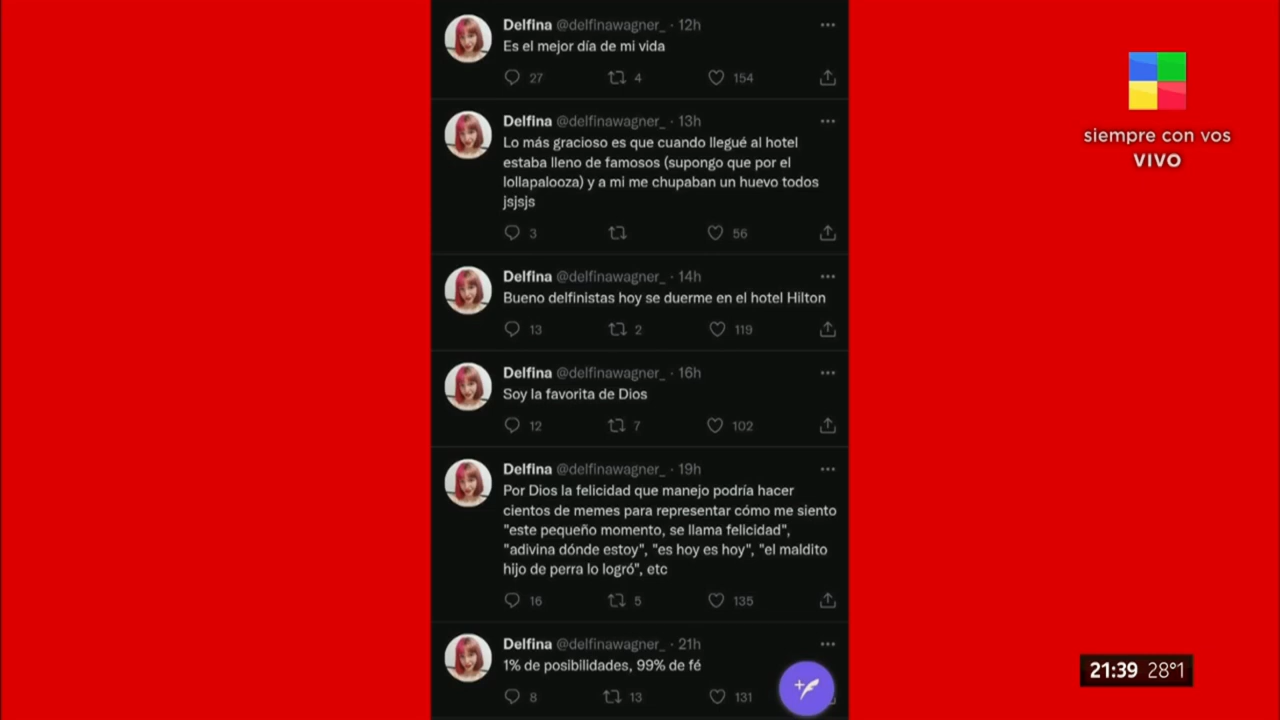 Delfina @delfinawagner_ · 12h
Es el mejor día de mi vida
27 4 154
Delfina @delfinawagner_ · 13h
Lo más gracioso es que cuando llegué al hotel
estaba lleno de famosos (supongo que por el
lollapalooza) y a mi me chupaban un huevo todos
jsjsjs
3 56
Delfina @delfinawagner_ · 14h
Bueno delfinistas hoy se duerme en el hotel Hilton
13 2 119
Delfina @delfinawagner_ · 16h
Soy la favorita de Dios
12 7 102
Delfina @delfinawagner_ · 19h
Por Dios la felicidad que manejo podría hacer
cientos de memes para representar cómo me siento
"este pequeño momento, se llama felicidad",
"adivina dónde estoy", "es hoy es hoy", "el maldito
hijo de perra lo logró", etc
16 5 135
Delfina @delfinawagner_ · 21h
1% de posibilidades, 99% de fé
8 13 131
siempre con vos
VIVO
21:39 28°1